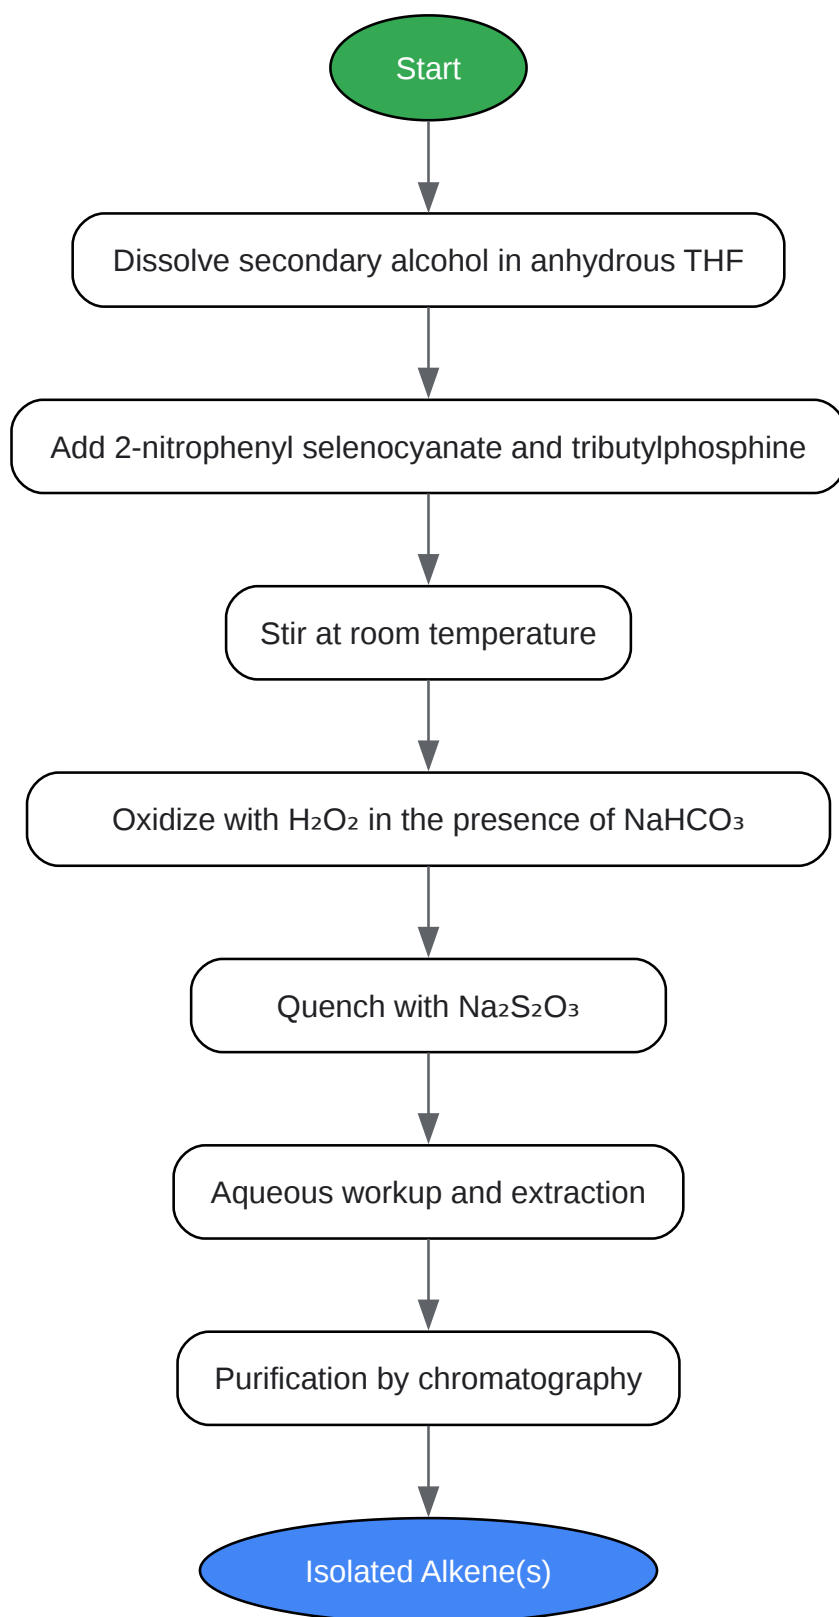 Start
Dissolve secondary alcohol in anhydrous THF
Add 2-nitrophenyl selenocyanate and tributylphosphine
Stir at room temperature
Oxidize with H₂O₂ in the presence of NaHCO₃
Quench with Na₂S₂O₃
Aqueous workup and extraction
Purification by chromatography
Isolated Alkene(s)